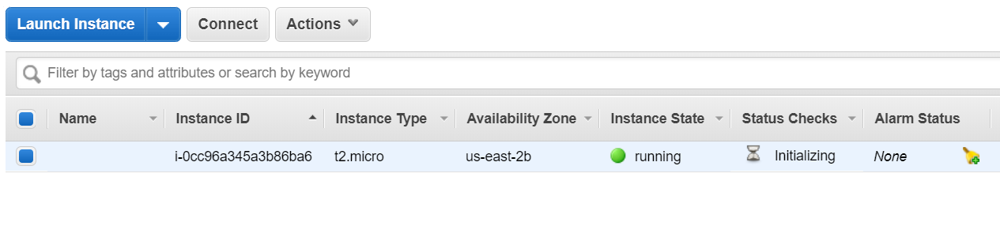 Launch Instance Connect Actions
Filter by tags and attributes or search by keyword
Name Instance ID Instance Type Availability Zone Instance State Status Checks Alarm Status
i-0cc96a345a3b86ba6 t2.micro us-east-2b running Initializing None